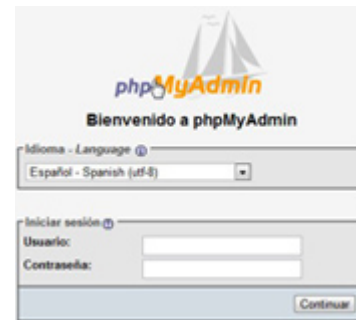 phpMyAdmin
Bienvenido a phpMyAdmin
Idioma - Language
Español - Spanish (utf-8)
Iniciar sesión
Usuario:
Contraseña:
Continuar